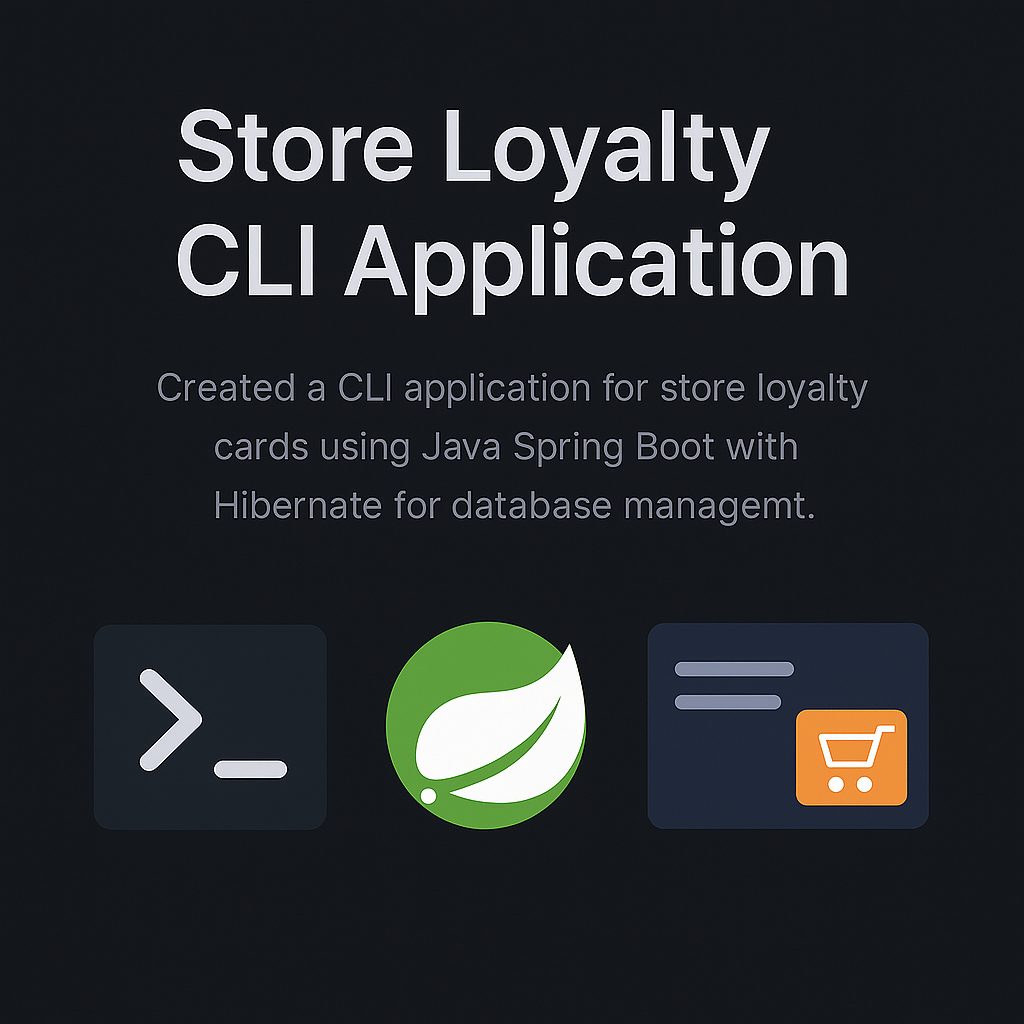 Store Loyalty
CLI Application
Created a CLI application for store loyalty
cards using Java Spring Boot with
Hibernate for database managemt.